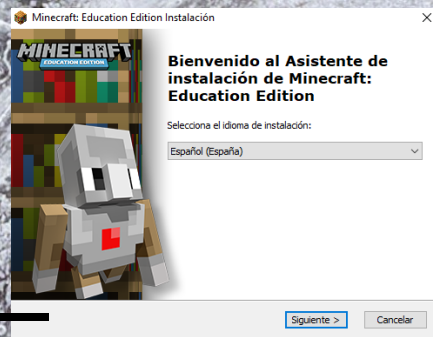 Minecraft: Education Edition Instalación
MINECRAFT
EDUCATION EDITION
Bienvenido al Asistente de
instalación de Minecraft:
Education Edition
Selecciona el idioma de instalación:
Español (España)
Siguiente >
Cancelar